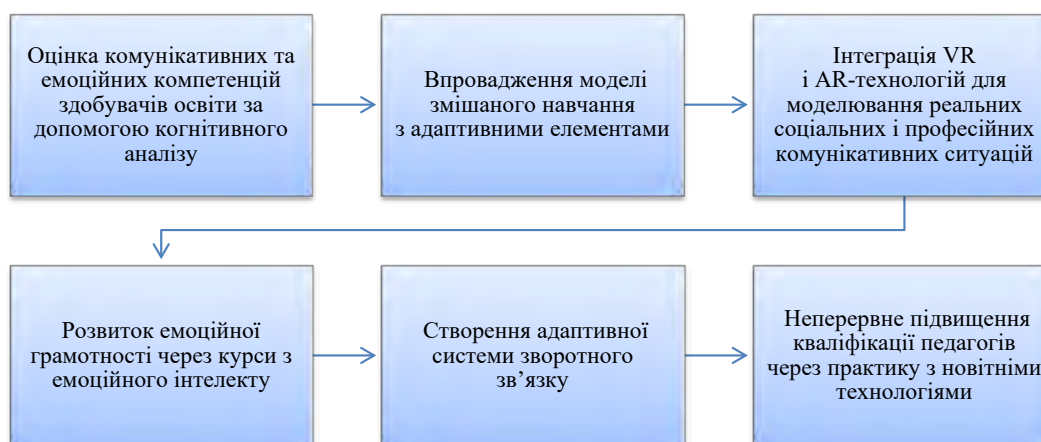 Оцінка комунікативних та
емоційних компетенцій
здобувачів освіти за
допомогою когнітивного
аналізу
Впровадження моделі
змішаного навчання
з адаптивними елементами
Інтеграція VR
і AR-технологій для
моделювання реальних
соціальних і професійних
комунікативних ситуацій
Розвиток емоційної
грамотності через курси з
емоційного інтелекту
Створення адаптивної
системи зворотного
зв’язку
Неперервне підвищення
кваліфікації педагогів
через практику з новітніми
технологіями